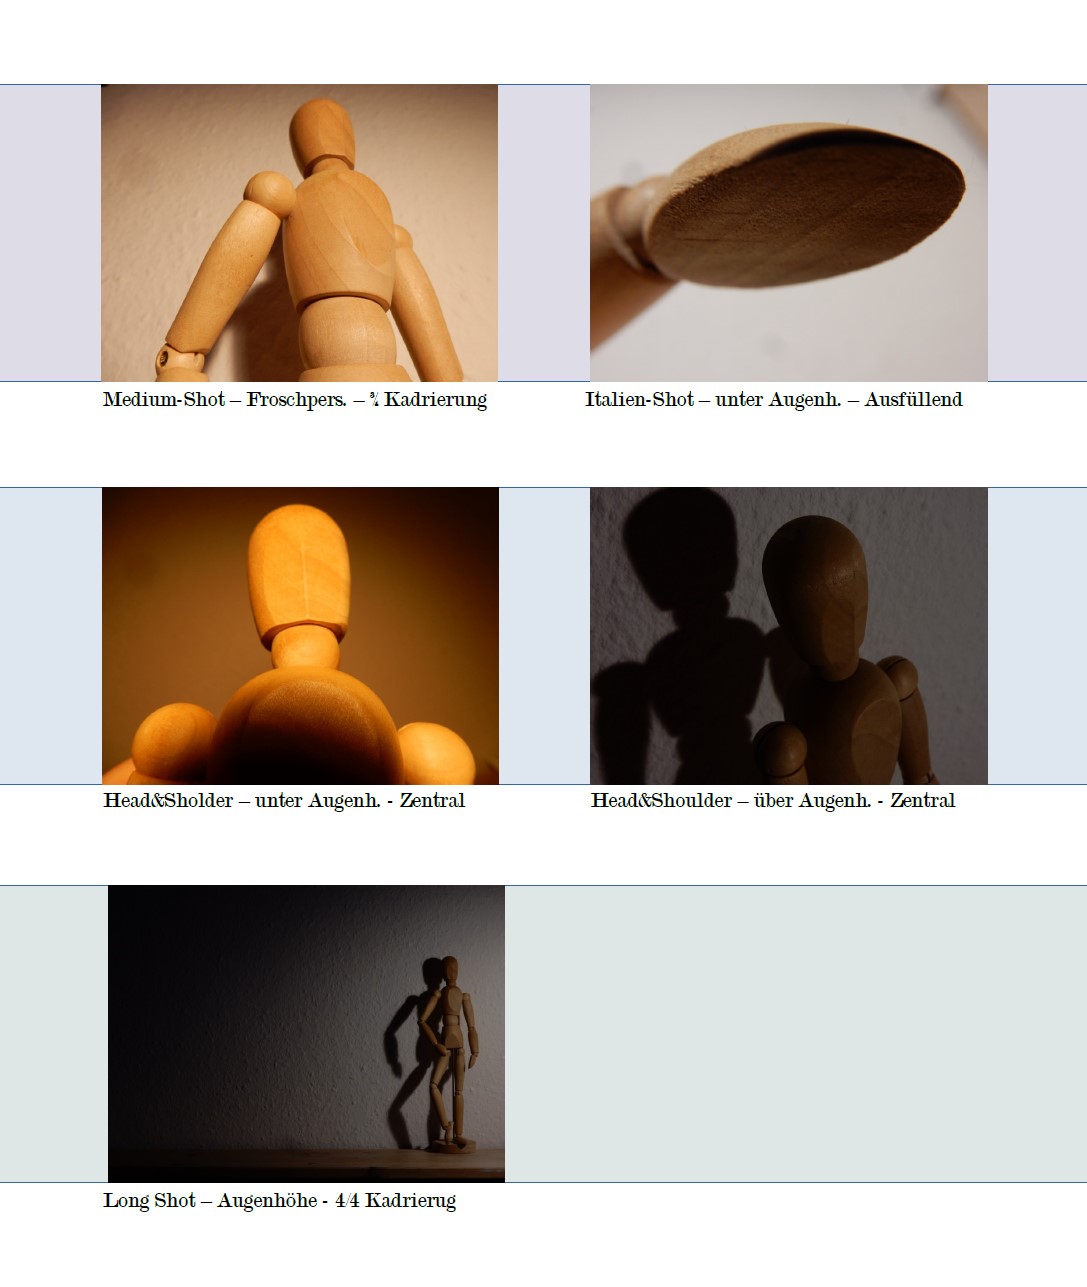 Medium-Shot – Froschpers. – ¾ Kadrierung
Italien-Shot – unter Augenh. – Ausfüllend
Head&Sholder – unter Augenh. - Zentral
Head&Shoulder – über Augenh. - Zentral
Long Shot – Augenhöhe - 4/4 Kadrierug